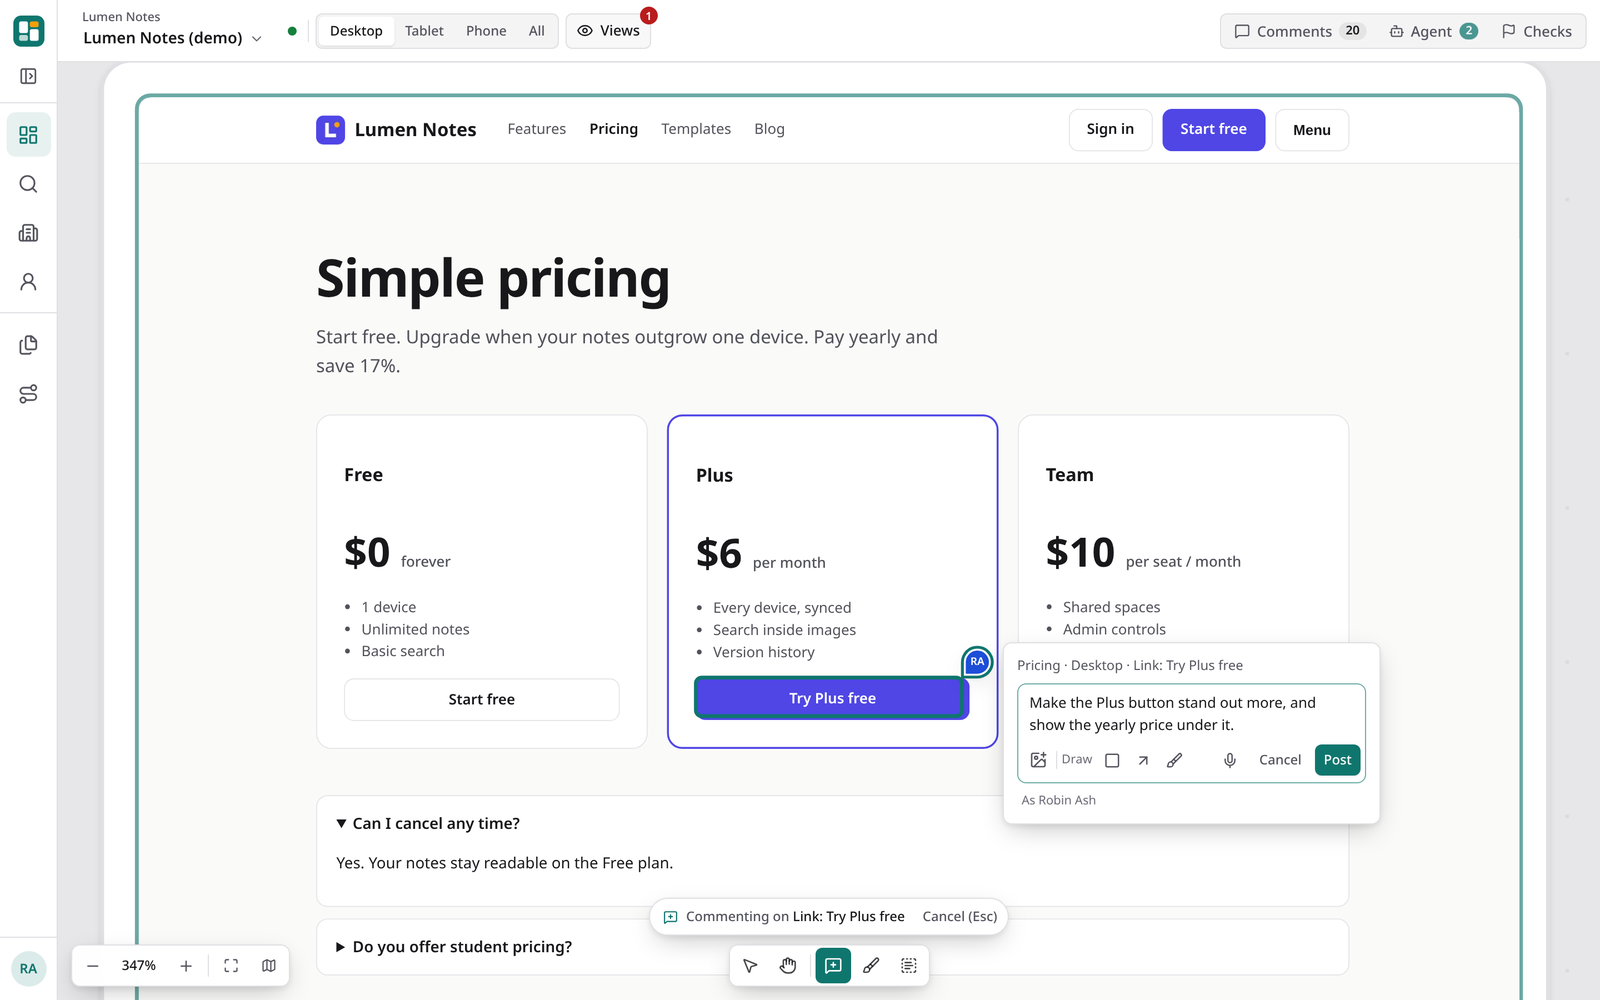 Lumen Notes
Lumen Notes (demo)
Desktop
Tablet
Phone
All
Views
1
Comments 20
Agent 2
Checks
Lumen Notes
Features
Pricing
Templates
Blog
Sign in
Start free
Menu
Simple pricing
Start free. Upgrade when your notes outgrow one device. Pay yearly and
save 17%.
Free
$0 forever
• 1 device
• Unlimited notes
• Basic search
Start free
Plus
$6 per month
• Every device, synced
• Search inside images
• Version history
Try Plus free
RA
Team
$10 per seat / month
• Shared spaces
• Admin controls
Pricing · Desktop · Link: Try Plus free
Make the Plus button stand out more, and
show the yearly price under it.
Draw
Cancel
Post
As Robin Ash
Can I cancel any time?
Yes. Your notes stay readable on the Free plan.
Commenting on Link: Try Plus free
Cancel (Esc)
Do you offer student pricing?
RA
347%